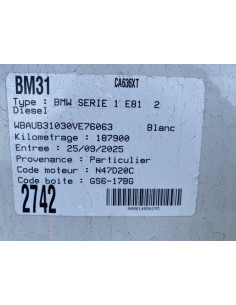 BM31
CA636XT
Type : BMW SERIE 1 E81 2
Diesel
WBAUB31030VE76063 Blanc
Kilometrage : 187900
Entree : 25/09/2025
Provenance : Particulier
Code moteur : N47D20C
Code boite : GS6-17BG
2742